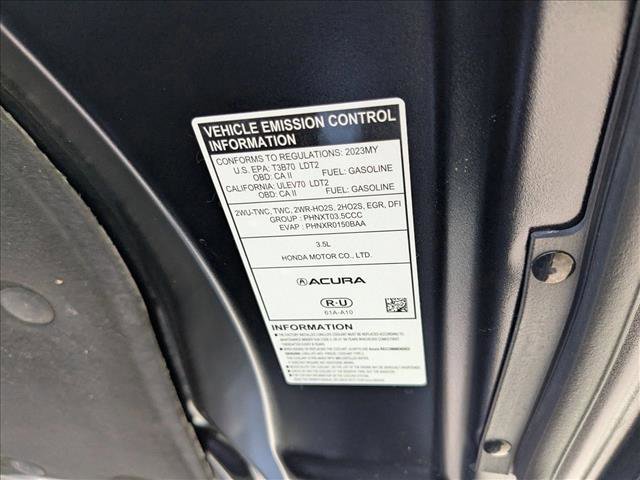 VEHICLE EMISSION CONTROL
INFORMATION
CONFORMS TO REGULATIONS: 2023MY
U.S. EPA: T3B70 LDT2
OBD: CA II FUEL: GASOLINE
CALIFORNIA: ULEV70 LDT2
OBD: CA II FUEL: GASOLINE
2WU-TWC, TWC, 2WR-HO2S, 2HO2S, EGR, DFI
GROUP : PHNXT03.5CCC
EVAP : PHNXR0150BAA
3.5L
HONDA MOTOR CO., LTD.
ACURA
R-U
61A-A10
INFORMATION